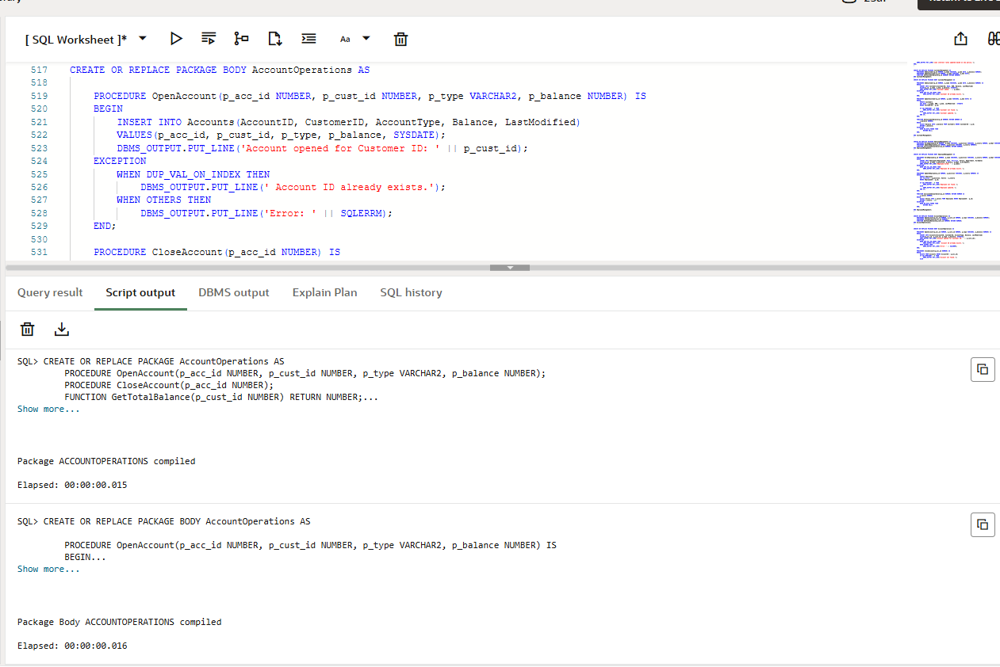 [ SQL Worksheet ]*
Aa
517 CREATE OR REPLACE PACKAGE BODY AccountOperations AS
518
519 PROCEDURE OpenAccount(p_acc_id NUMBER, p_cust_id NUMBER, p_type VARCHAR2, p_balance NUMBER) IS
520 BEGIN
521 INSERT INTO Accounts(AccountID, CustomerID, AccountType, Balance, LastModified)
522 VALUES(p_acc_id, p_cust_id, p_type, p_balance, SYSDATE);
523 DBMS_OUTPUT.PUT_LINE('Account opened for Customer ID: ' || p_cust_id);
524 EXCEPTION
525 WHEN DUP_VAL_ON_INDEX THEN
526 DBMS_OUTPUT.PUT_LINE(' Account ID already exists.');
527 WHEN OTHERS THEN
528 DBMS_OUTPUT.PUT_LINE('Error: ' || SQLERRM);
529 END;
530
531 PROCEDURE CloseAccount(p_acc_id NUMBER) IS
Query result Script output DBMS output Explain Plan SQL history
SQL> CREATE OR REPLACE PACKAGE AccountOperations AS
PROCEDURE OpenAccount(p_acc_id NUMBER, p_cust_id NUMBER, p_type VARCHAR2, p_balance NUMBER);
PROCEDURE CloseAccount(p_acc_id NUMBER);
FUNCTION GetTotalBalance(p_cust_id NUMBER) RETURN NUMBER;...
Show more...
Package ACCOUNTOPERATIONS compiled
Elapsed: 00:00:00.015
SQL> CREATE OR REPLACE PACKAGE BODY AccountOperations AS
PROCEDURE OpenAccount(p_acc_id NUMBER, p_cust_id NUMBER, p_type VARCHAR2, p_balance NUMBER) IS
BEGIN...
Show more...
Package Body ACCOUNTOPERATIONS compiled
Elapsed: 00:00:00.016